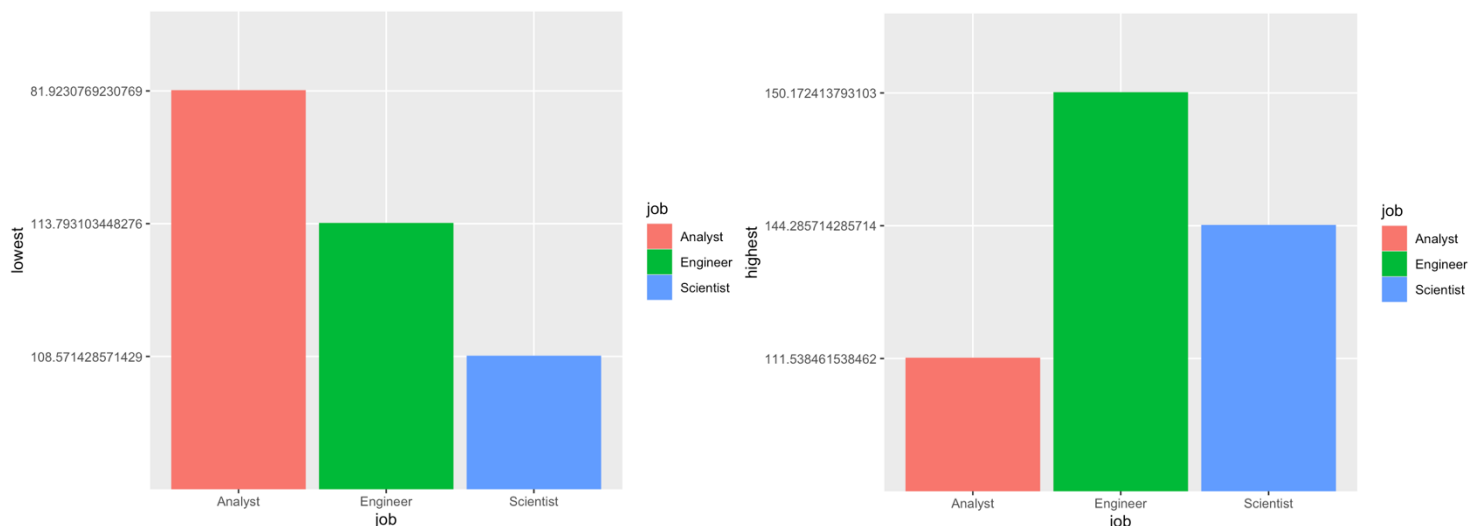 81.9230769230769
113.793103448276
108.571428571429
lowest
Analyst
Engineer
Scientist
job
job
Analyst
Engineer
Scientist
150.172413793103
144.285714285714
111.538461538462
highest
Analyst
Engineer
Scientist
job
job
Analyst
Engineer
Scientist